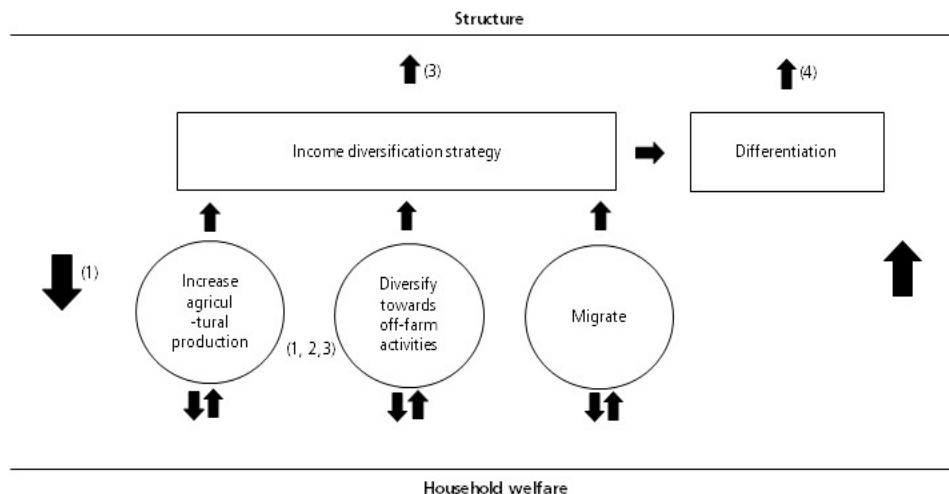 Structure
(3)
(4)
Income diversification strategy
Differentiation
(1)
Increase
agricul
-tural
production
(1, 2,3)
Diversify
towards
off-farm
activities
Migrate
Household welfare